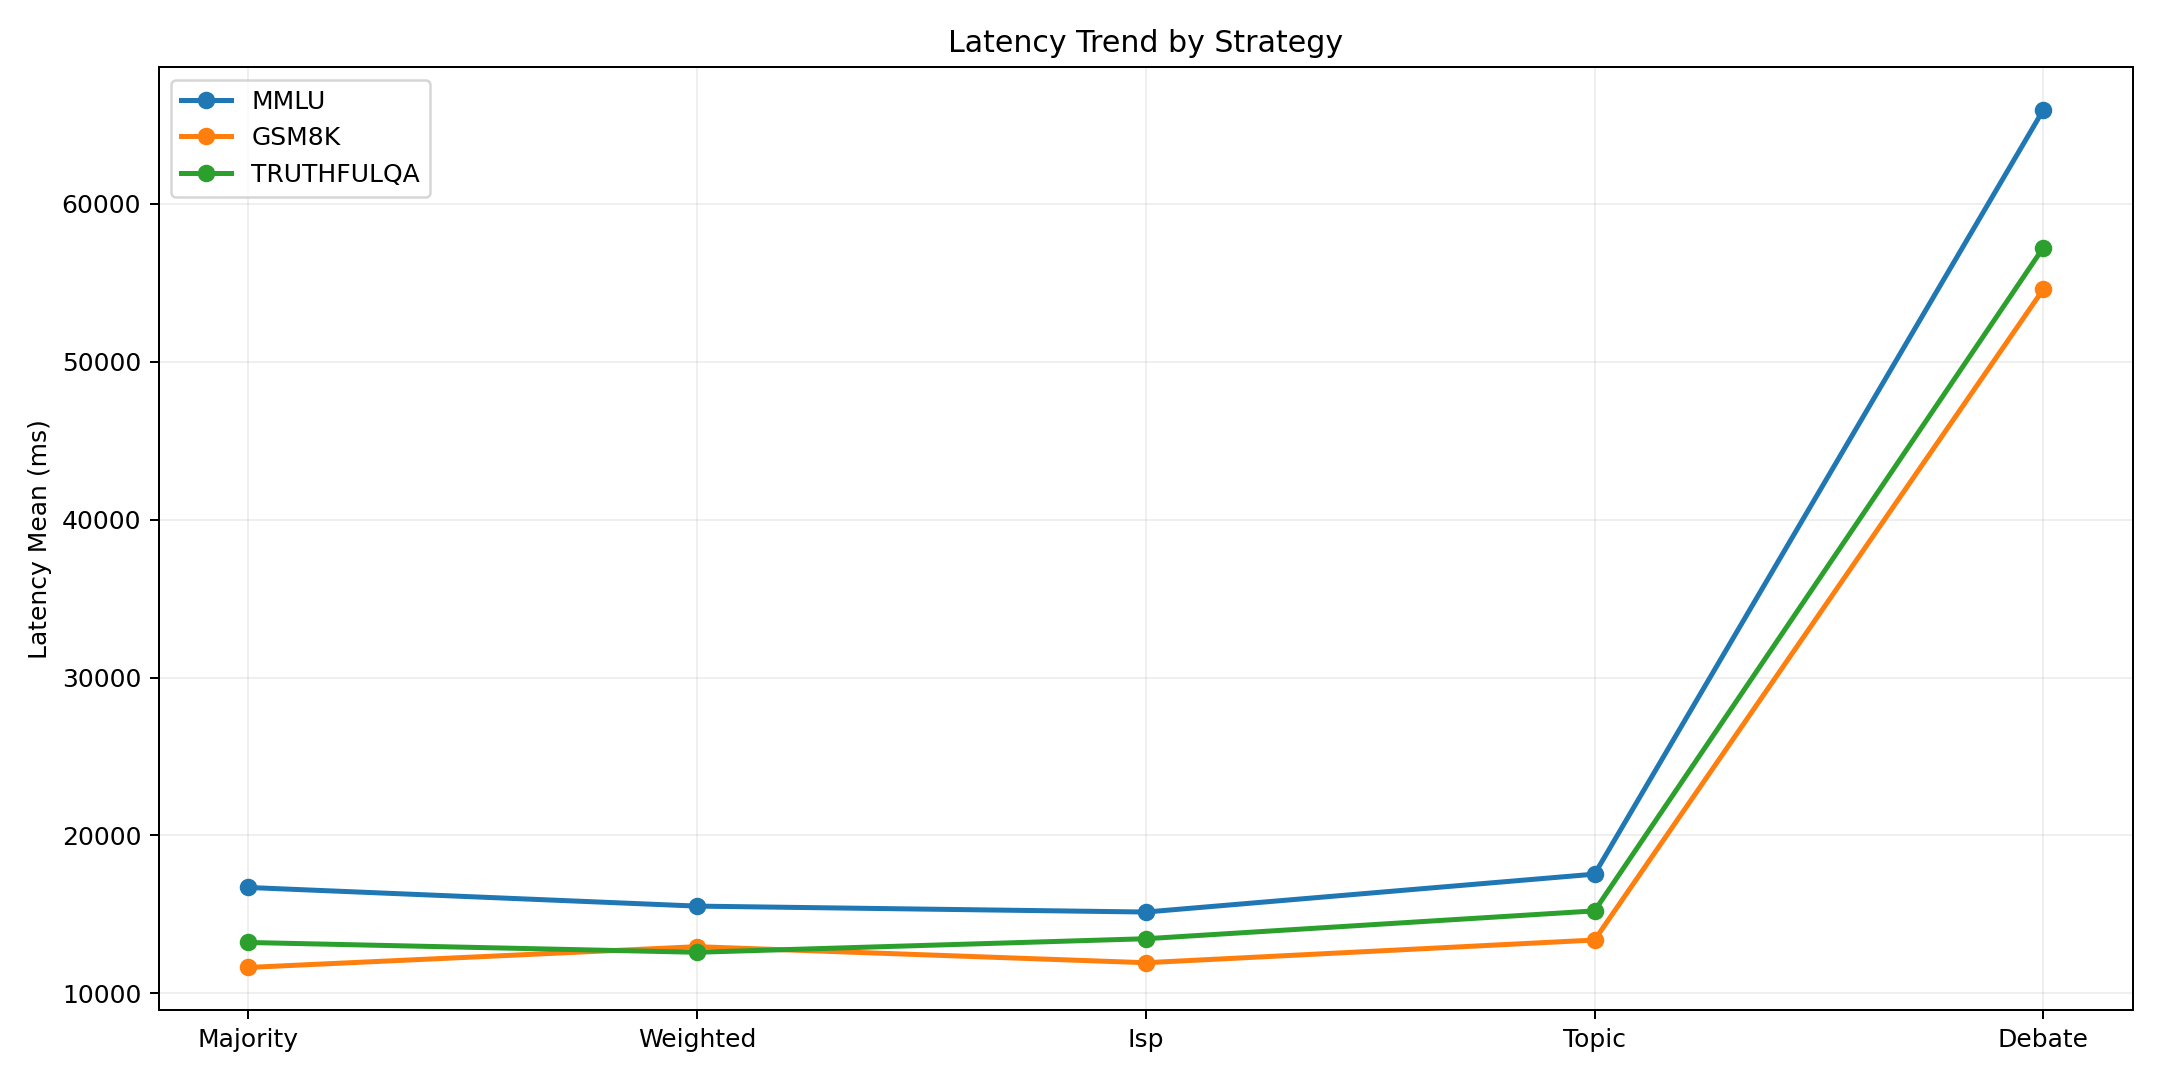 Latency Trend by Strategy
MMLU
GSM8K
TRUTHFULQA
Latency Mean (ms)
60000
50000
40000
30000
20000
10000
Majority Weighted Isp Topic Debate